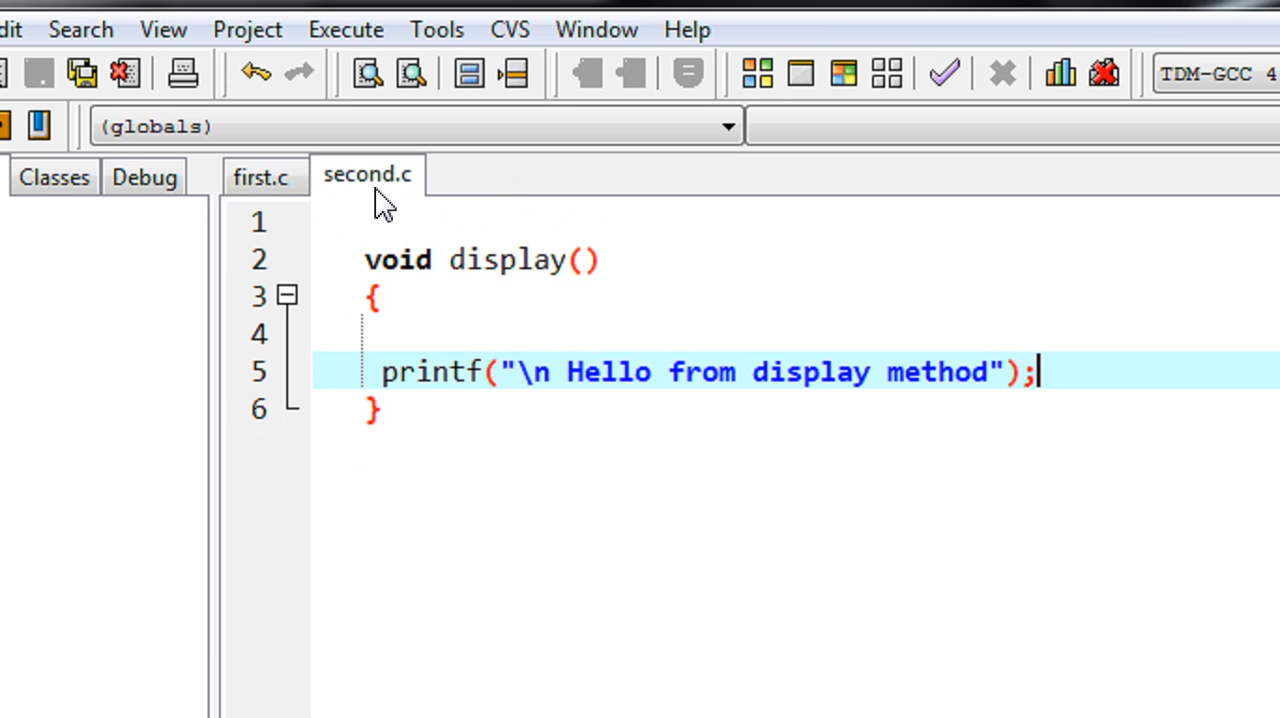 dit Search View Project Execute Tools CVS Window Help
TDM-GCC 4
(globals)
Classes Debug first.c second.c
1
2 void display()
3 {
4
5 printf("\n Hello from display method");
6 }